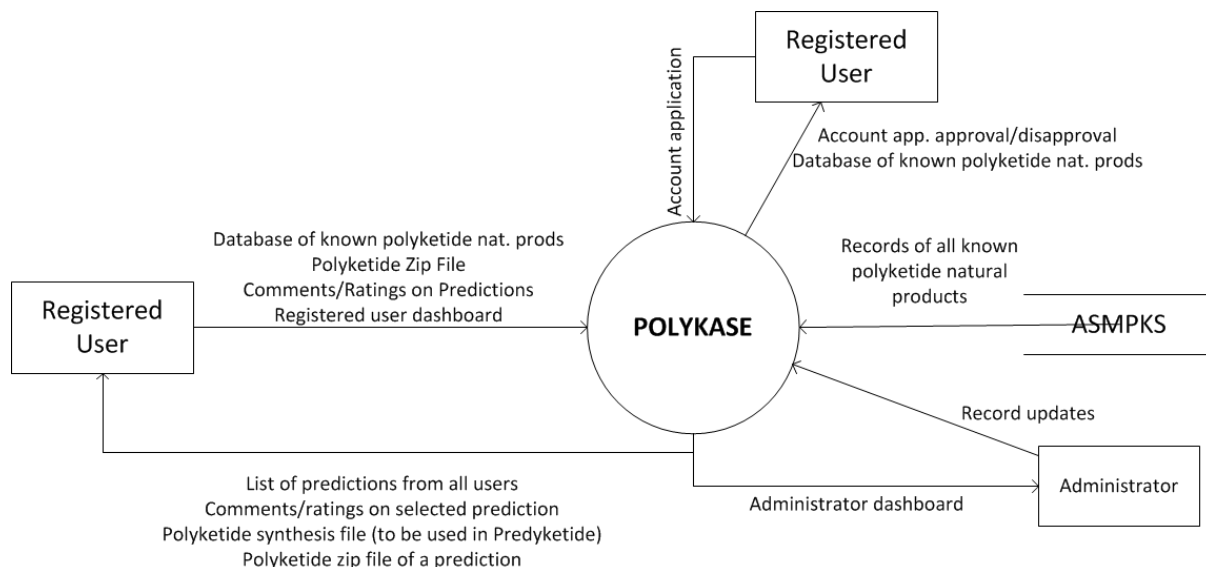 Registered
User
Account application
Account app. approval/disapproval
Database of known polyketide nat. prods
Database of known polyketide nat. prods
Polyketide Zip File
Comments/Ratings on Predictions
Registered user dashboard
Records of all known
polyketide natural
products
Registered
User
POLYKASE
ASMPKS
Record updates
List of predictions from all users
Comments/ratings on selected prediction
Polyketide synthesis file (to be used in Predyketide)
Polyketide zip file of a prediction
Administrator dashboard
Administrator